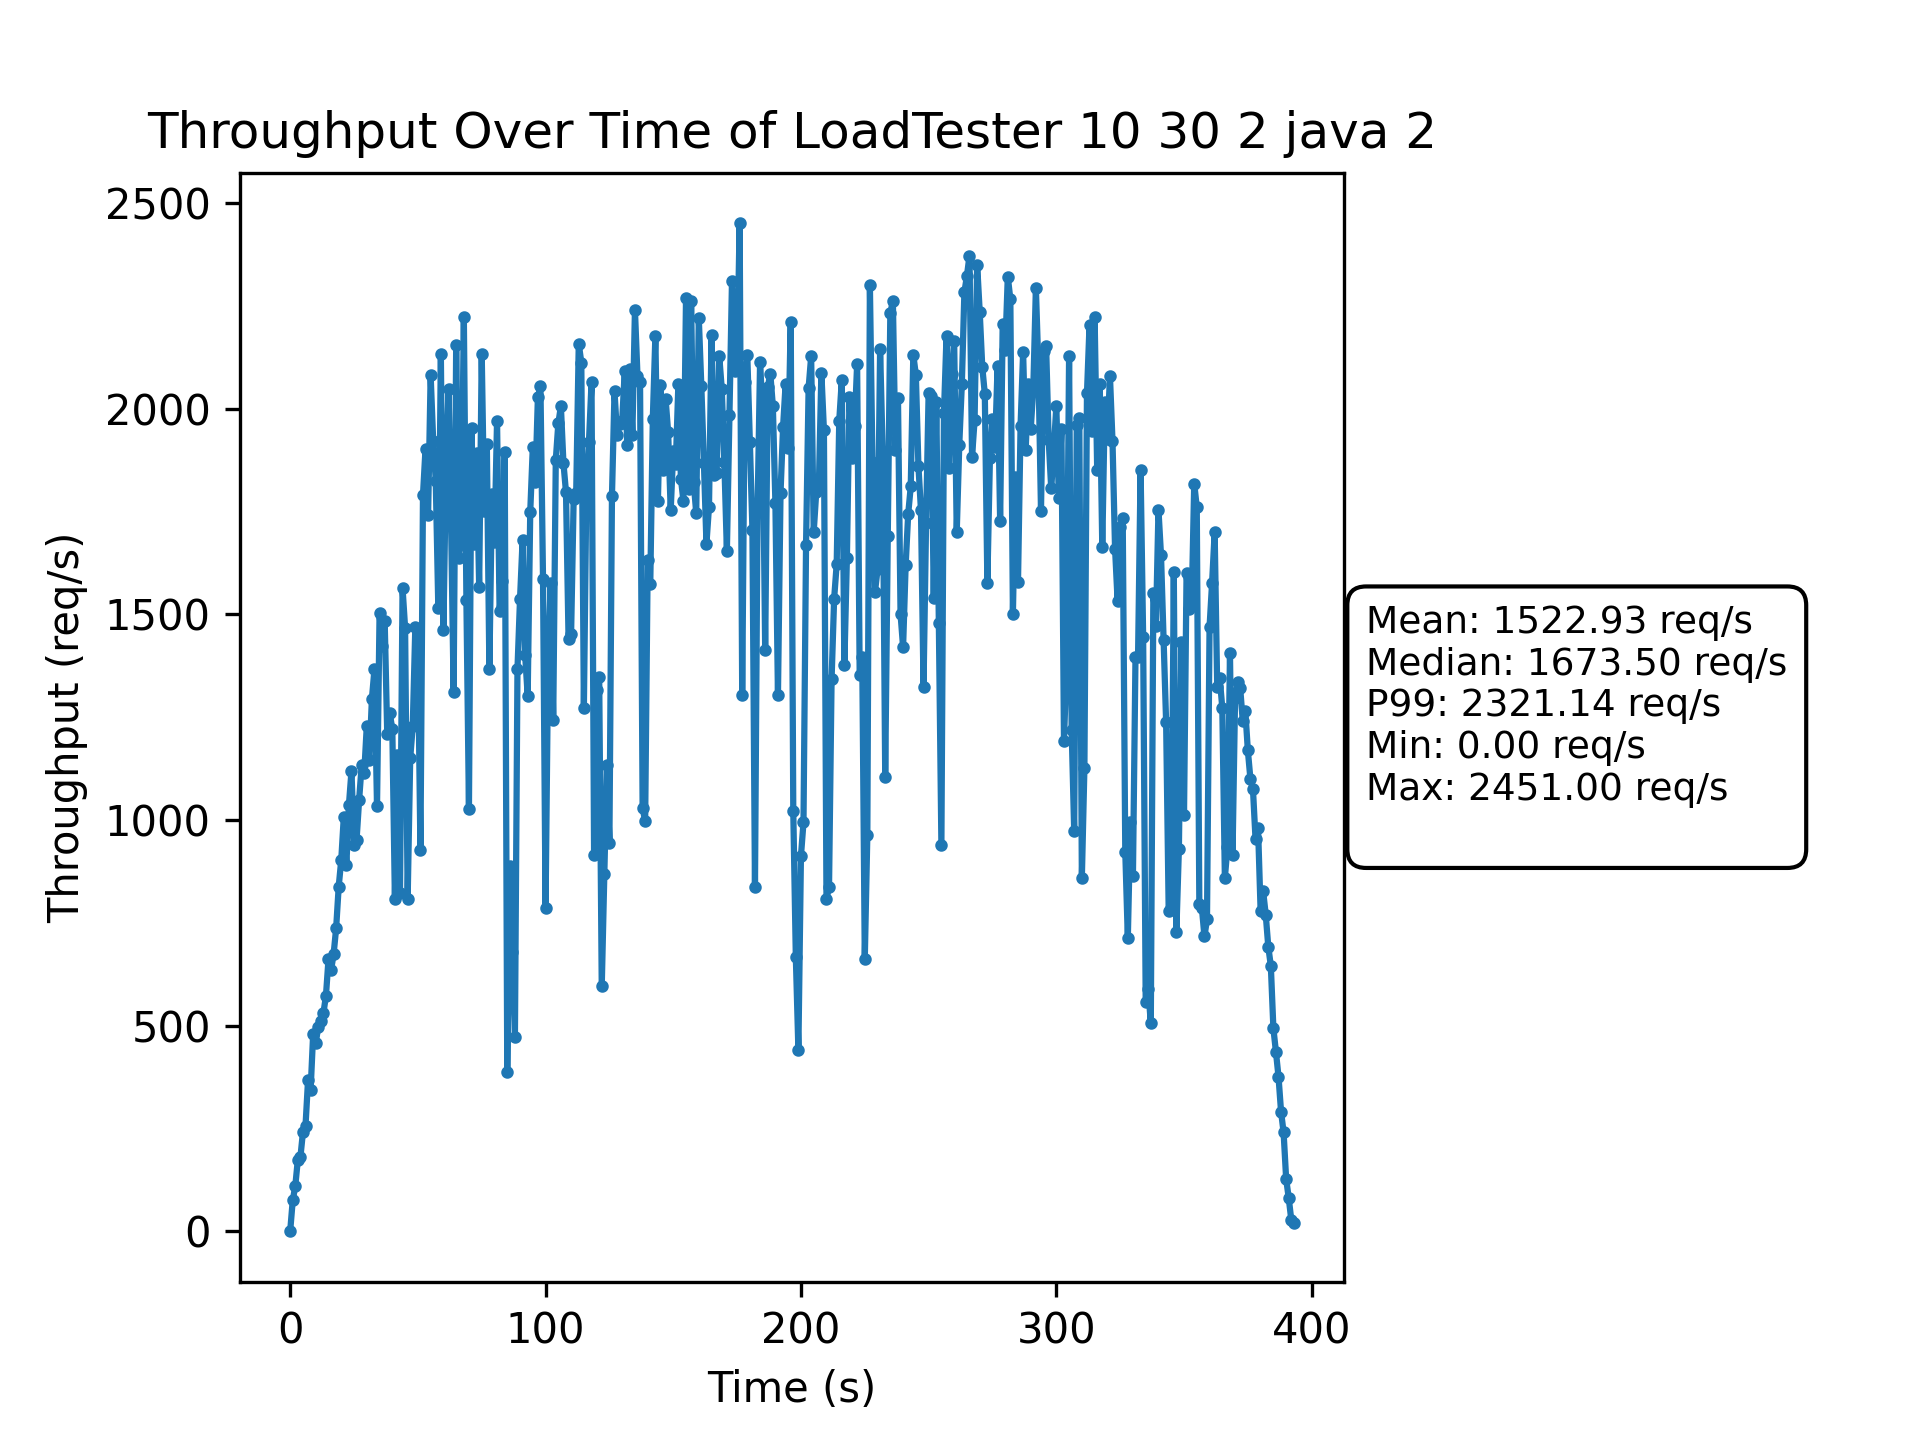 Throughput Over Time of LoadTester 10 30 2 java 2
2500
2000
1500
1000
500
0
Throughput (req/s)
0 100 200 300 400
Time (s)
Mean: 1522.93 req/s
Median: 1673.50 req/s
P99: 2321.14 req/s
Min: 0.00 req/s
Max: 2451.00 req/s